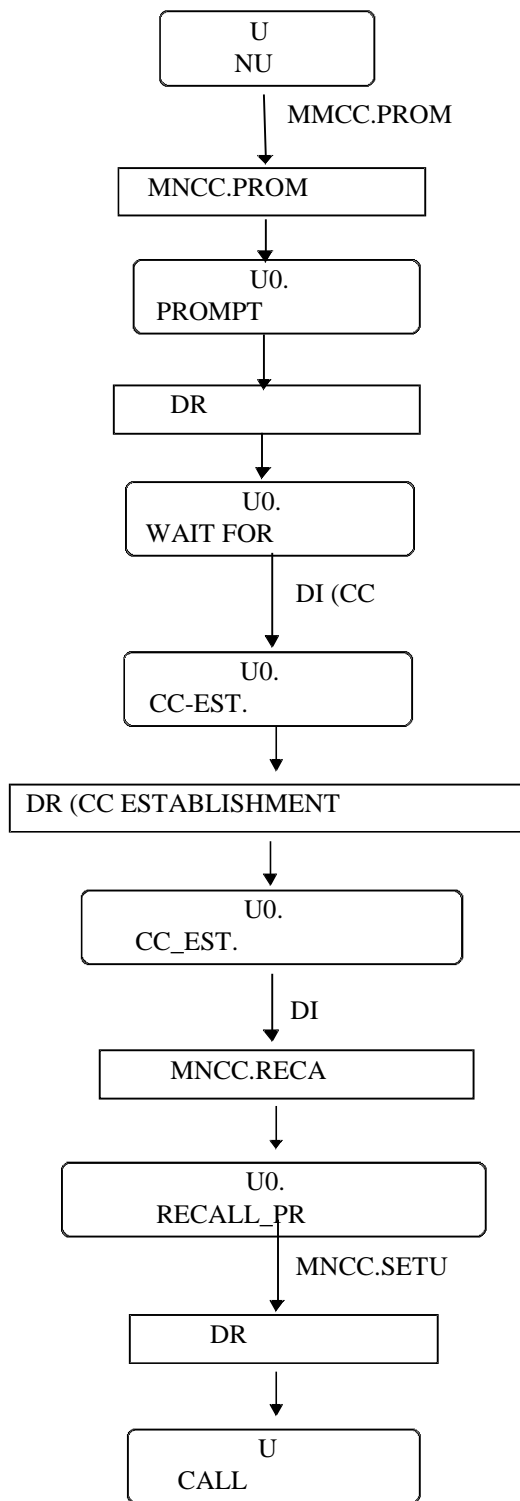 U
NU
MMCC.PROM
MNCC.PROM
U0.
PROMPT
DR
U0.
WAIT FOR
DI (CC
U0.
CC-EST.
DR (CC ESTABLISHMENT
U0.
CC_EST.
DI
MNCC.RECA
U0.
RECALL_PR
MNCC.SETU
DR
U
CALL